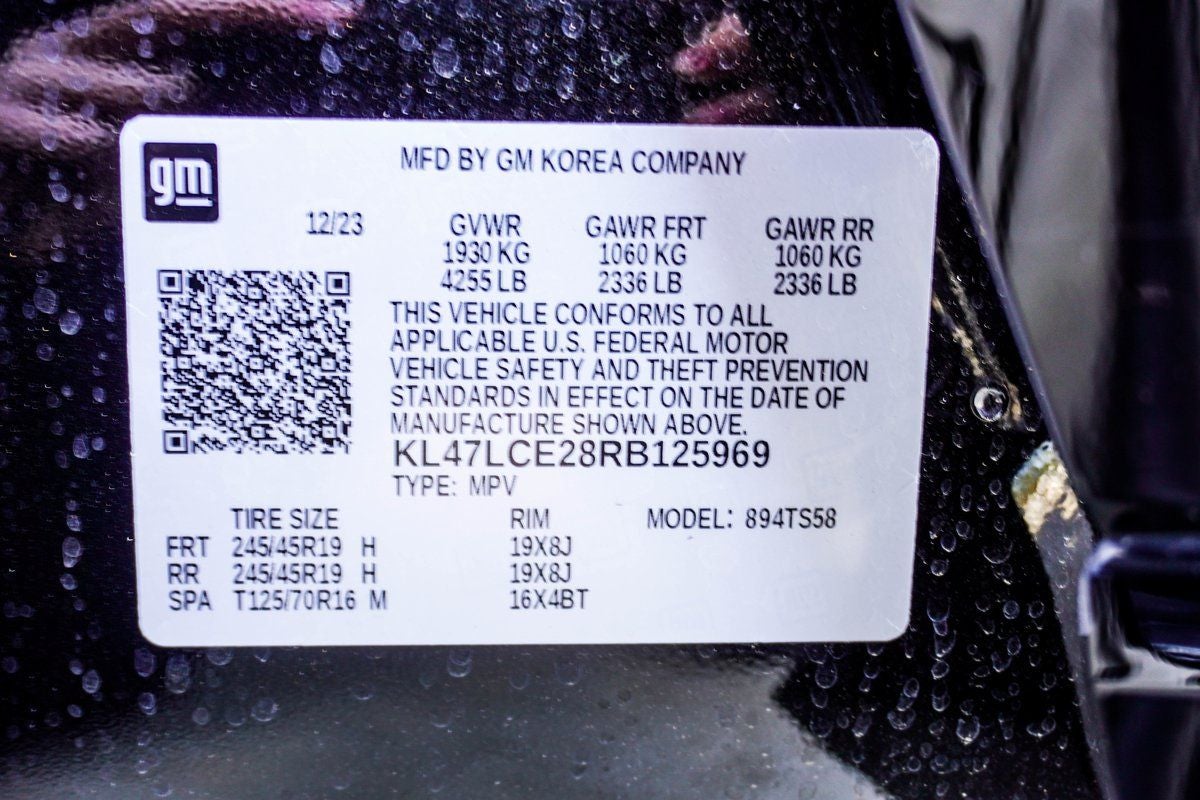 gm
MFD BY GM KOREA COMPANY
12/23 GVWR GAWR FRT GAWR RR
1930 KG 1060 KG 1060 KG
4255 LB 2336 LB 2336 LB
THIS VEHICLE CONFORMS TO ALL
APPLICABLE U.S. FEDERAL MOTOR
VEHICLE SAFETY AND THEFT PREVENTION
STANDARDS IN EFFECT ON THE DATE OF
MANUFACTURE SHOWN ABOVE.
KL47LCE28RB125969
TYPE: MPV
TIRE SIZE RIM MODEL: 894TS58
FRT 245/45R19 H 19X8J
RR 245/45R19 H 19X8J
SPA T125/70R16 M 16X4BT